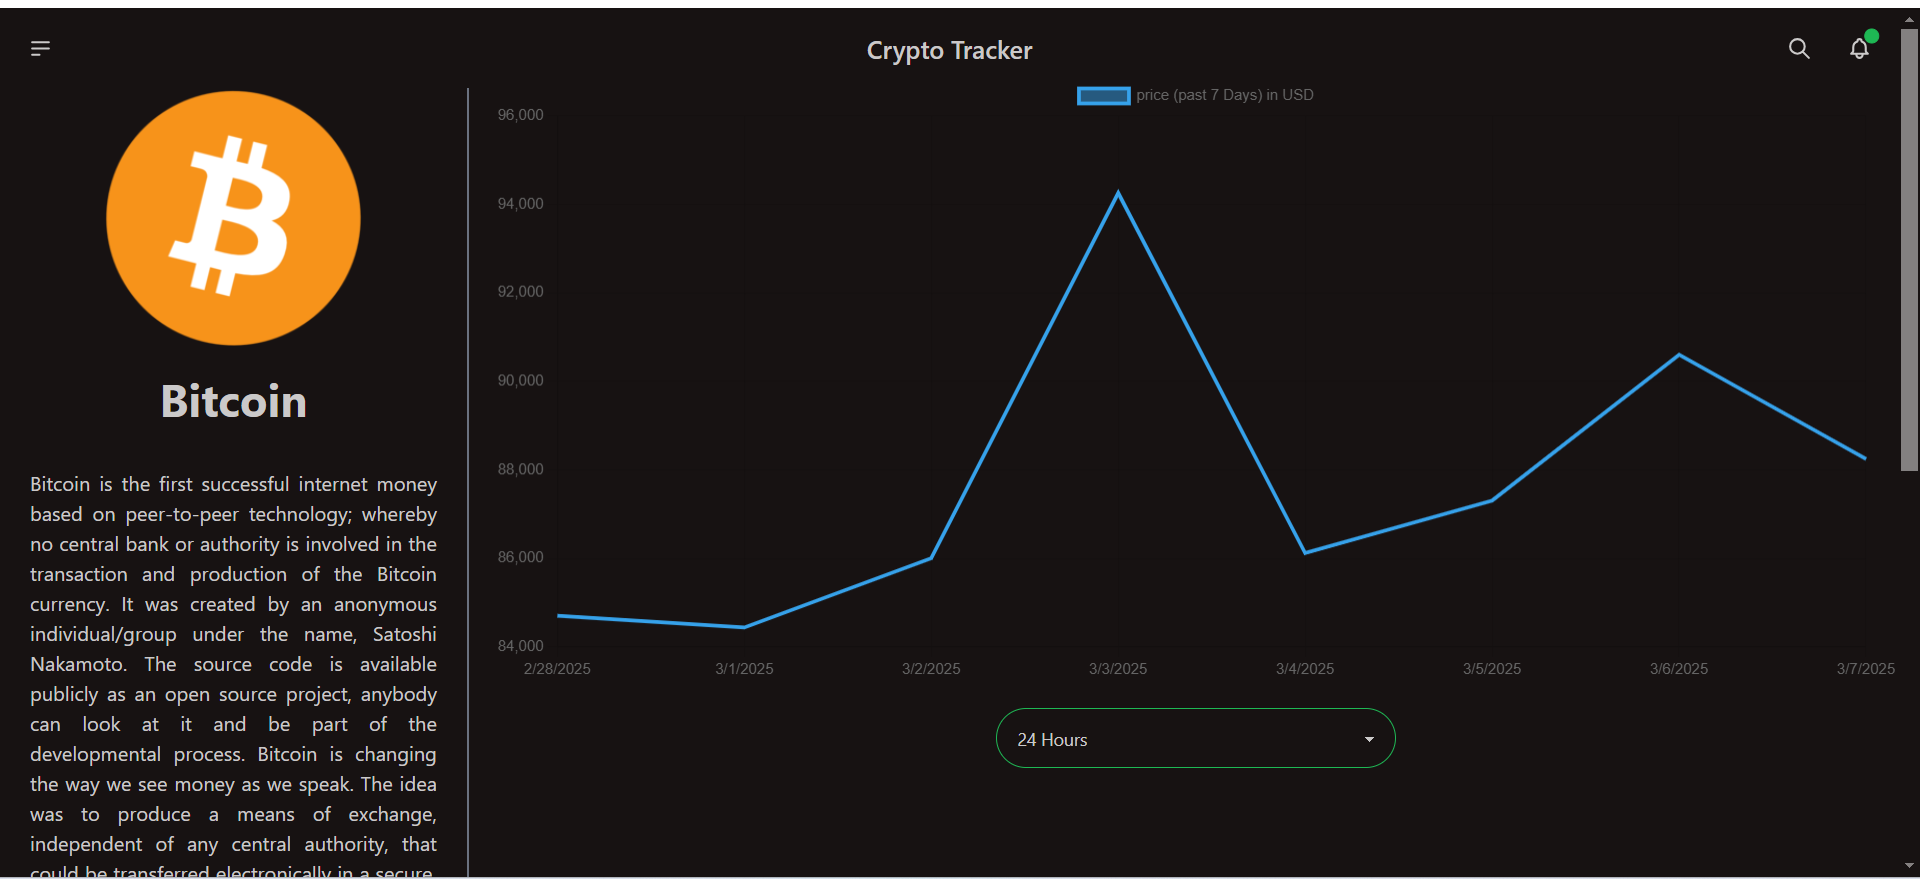 Crypto Tracker
Bitcoin
Bitcoin is the first successful internet money
based on peer-to-peer technology; whereby
no central bank or authority is involved in the
transaction and production of the Bitcoin
currency. It was created by an anonymous
individual/group under the name, Satoshi
Nakamoto. The source code is available
publicly as an open source project, anybody
can look at it and be part of the
developmental process. Bitcoin is changing
the way we see money as we speak. The idea
was to produce a means of exchange,
independent of any central authority, that
could be transferred electronically in a secure,
price (past 7 Days) in USD
96,000
94,000
92,000
90,000
88,000
86,000
84,000
2/28/2025 3/1/2025 3/2/2025 3/3/2025 3/4/2025 3/5/2025 3/6/2025 3/7/2025
24 Hours